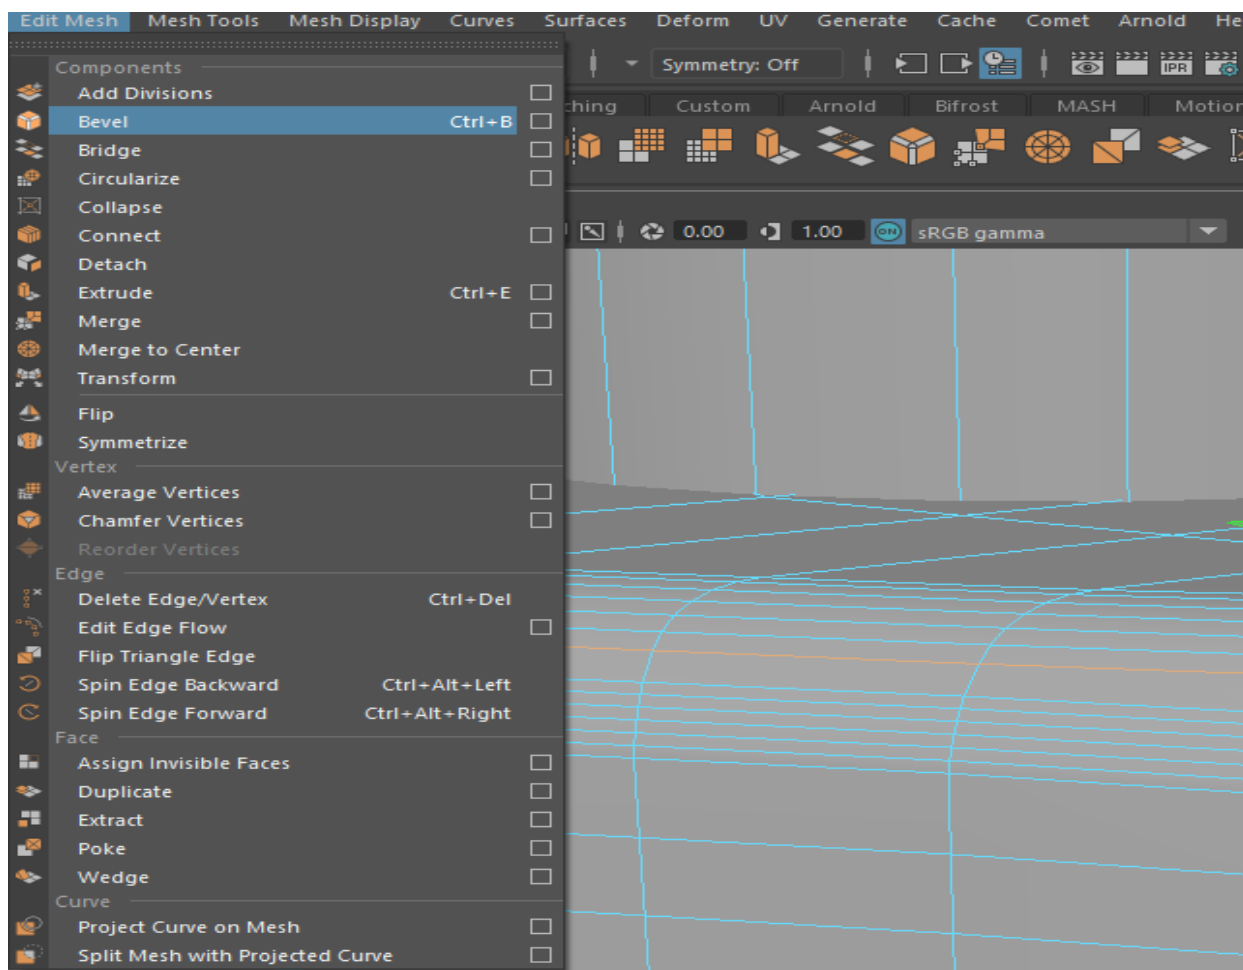 Edit Mesh Mesh Tools Mesh Display Curves Surfaces Deform UV Generate Cache Comet Arnold He
Symmetry: Off
IPR
ching Custom Arnold Bifrost MASH Motion
0.00 1.00 ON sRGB gamma
Components
Add Divisions
Bevel Ctrl+B
Bridge
Circularize
Collapse
Connect
Detach
Extrude Ctrl+E
Merge
Merge to Center
Transform
Flip
Symmetrize
Vertex
Average Vertices
Chamfer Vertices
Reorder Vertices
Edge
Delete Edge/Vertex Ctrl+Del
Edit Edge Flow
Flip Triangle Edge
Spin Edge Backward Ctrl+Alt+Left
Spin Edge Forward Ctrl+Alt+Right
Face
Assign Invisible Faces
Duplicate
Extract
Poke
Wedge
Curve
Project Curve on Mesh
Split Mesh with Projected Curve